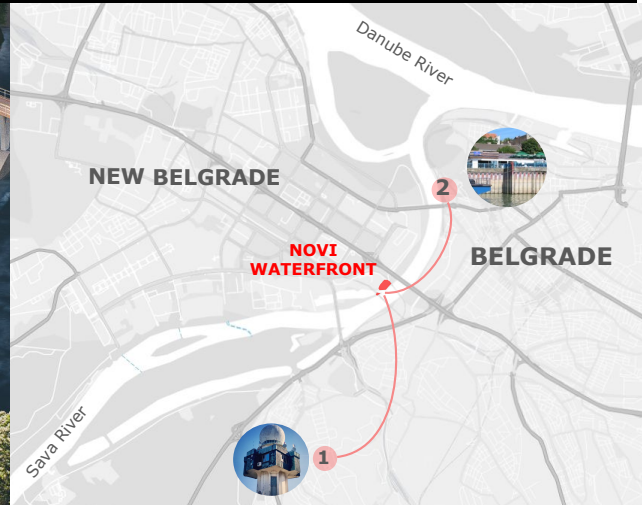 Danube River
NEW BELGRADE
2
NOVI
WATERFRONT
BELGRADE
Sava River
1